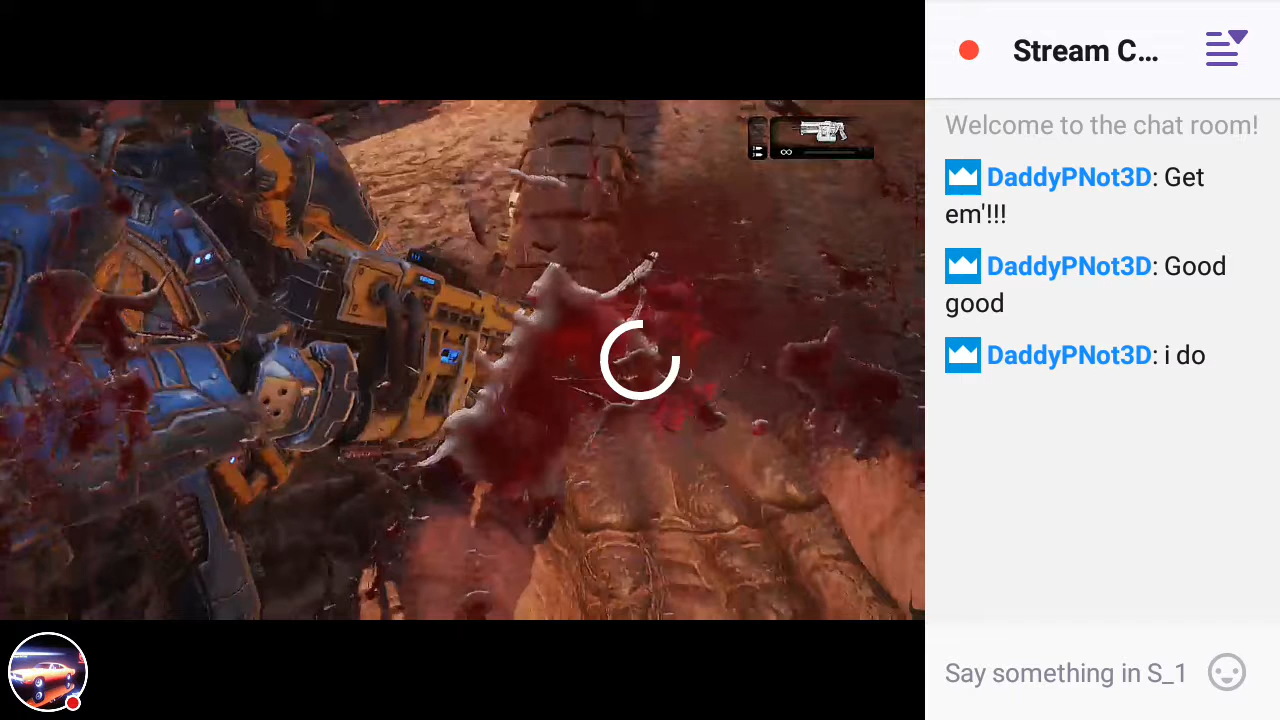 Stream C...
Welcome to the chat room!
DaddyPNot3D: Get
em'!!!
DaddyPNot3D: Good
good
DaddyPNot3D: i do
∞
Say something in S_1